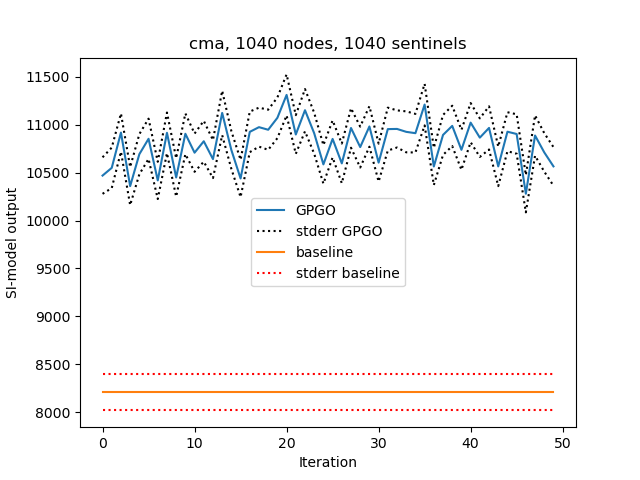 cma, 1040 nodes, 1040 sentinels
SI-model output
11500
11000
10500
10000
9500
9000
8500
8000
GPGO
stderr GPGO
baseline
stderr baseline
0 10 20 30 40 50
Iteration